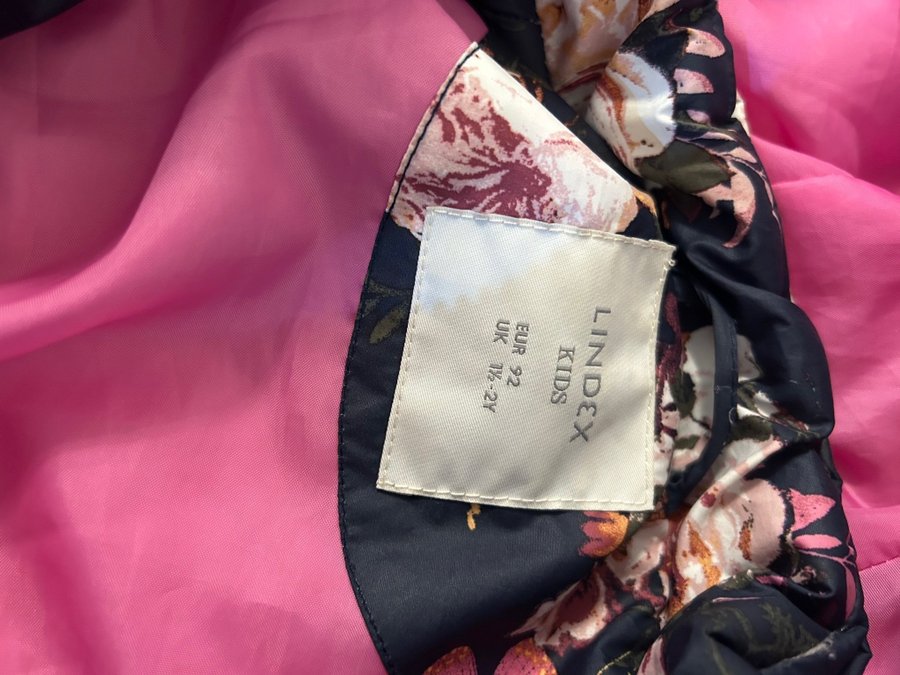 LINDEX
KIDS
EUR 92
UK 1½-2Y